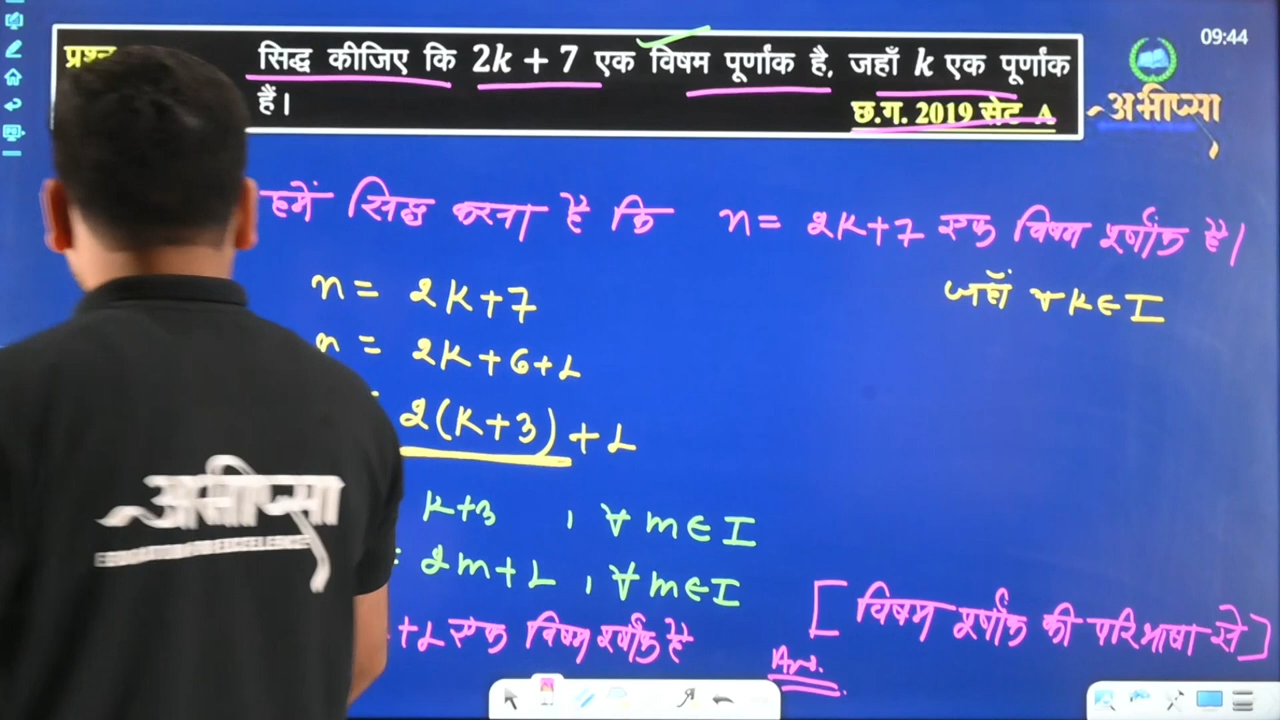 09:44
सिद्ध कीजिए कि 2k + 7 एक विषम पूर्णांक है, जहाँ k एक पूर्णांक
हैं।
छ.ग. 2019 सेट A
अभीप्सा
हमें सिद्ध करना है कि n = 2K+7 एक विषम पूर्णांक है।
जहाँ ∀ K ∈ I
n = 2K+7
n = 2K+6+1
2(K+3)+1
K+3 , ∀ m ∈ I
= 2m+1 , ∀ m ∈ I
+1 एक विषम पूर्णांक है
[विषम पूर्णांक की परिभाषा से]
Ans.
अभीप्सा